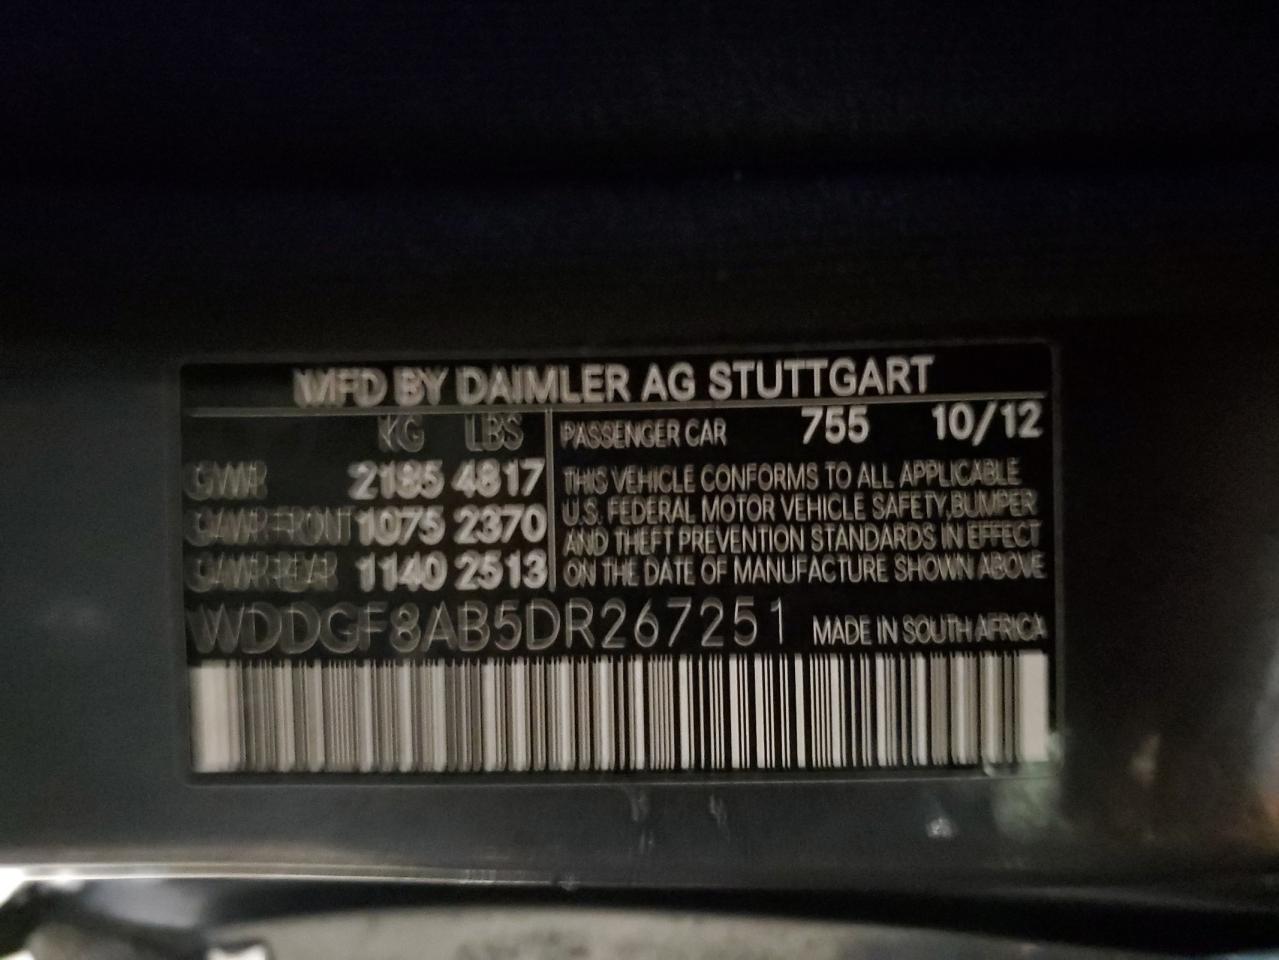 MFD BY DAIMLER AG STUTTGART
KG LBS
GVWR 2185 4817
GAWR FRONT 1075 2370
GAWR REAR 1140 2513
PASSENGER CAR 755 10/12
THIS VEHICLE CONFORMS TO ALL APPLICABLE
U.S. FEDERAL MOTOR VEHICLE SAFETY, BUMPER
AND THEFT PREVENTION STANDARDS IN EFFECT
ON THE DATE OF MANUFACTURE SHOWN ABOVE
WDDGF8AB5DR267251 MADE IN SOUTH AFRICA